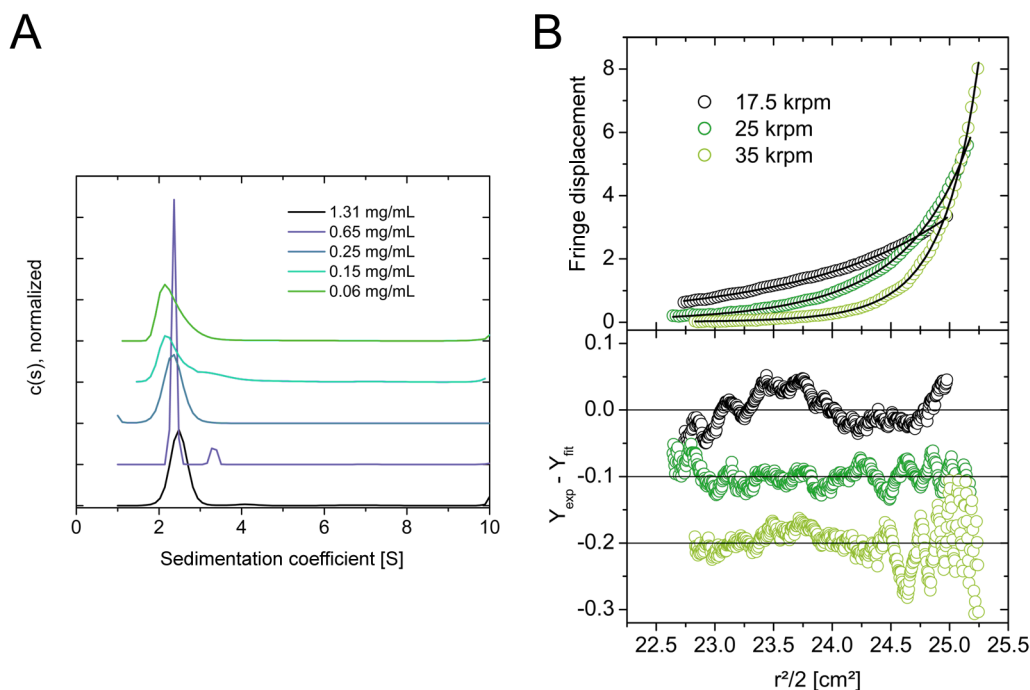 A
c(s), normalized
1.31 mg/mL
0.65 mg/mL
0.25 mg/mL
0.15 mg/mL
0.06 mg/mL
0 2 4 6 8 10
Sedimentation coefficient [S]
B
Fringe displacement
8
6
4
2
0
17.5 krpm
25 krpm
35 krpm
Y_exp - Y_fit
0.1
0.0
-0.1
-0.2
-0.3
22.5 23.0 23.5 24.0 24.5 25.0 25.5
r²/2 [cm²]